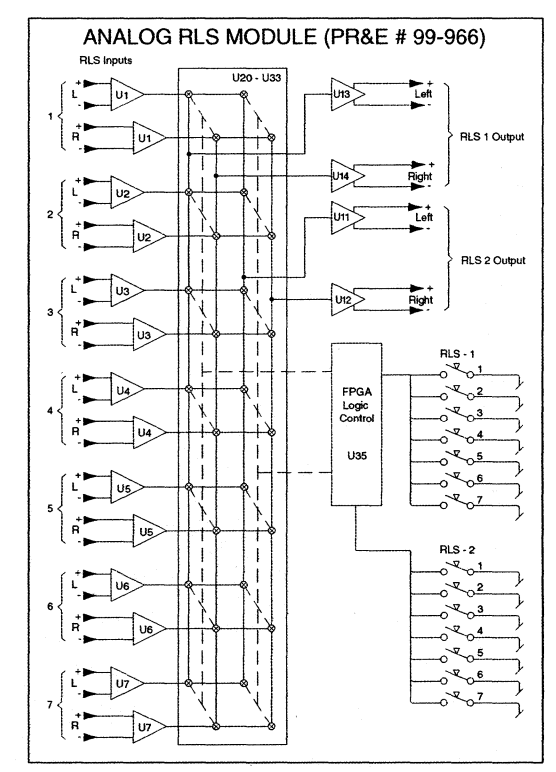 ANALOG RLS MODULE (PR&E # 99-966)
RLS Inputs
U20 - U33
1
+
L
-
U1
+
R
-
U1
2
+
L
-
U2
+
R
-
U2
3
+
L
-
U3
+
R
-
U3
4
+
L
-
U4
+
R
-
U4
5
+
L
-
U5
+
R
-
U5
6
+
L
-
U6
+
R
-
U6
7
+
L
-
U7
+
R
-
U7
U13
+
Left
-
U14
+
Right
-
RLS 1 Output
U11
+
Left
-
U12
+
Right
-
RLS 2 Output
FPGA
Logic
Control
U35
RLS - 1
1
2
3
4
5
6
7
RLS - 2
1
2
3
4
5
6
7